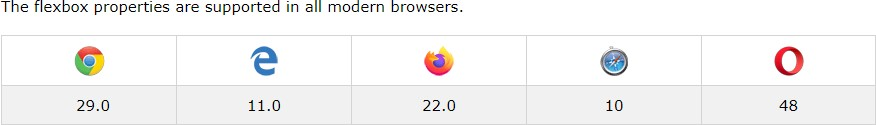 The flexbox properties are supported in all modern browsers.
29.0 11.0 22.0 10 48